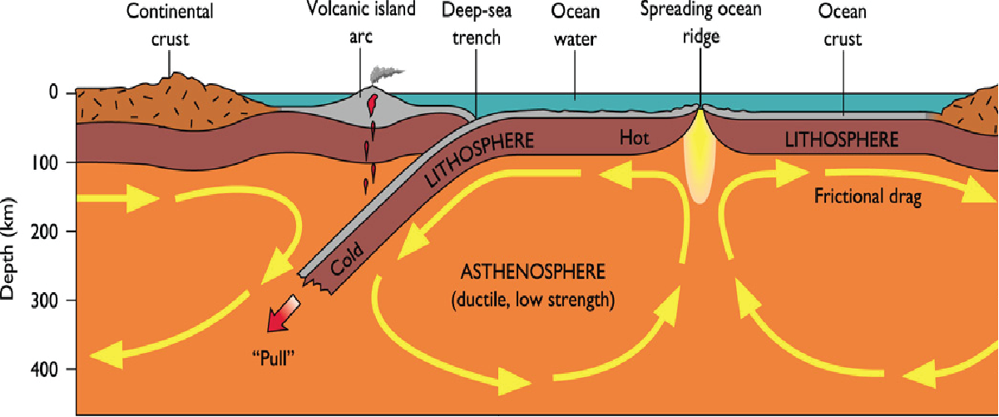 Continental
crust
Volcanic island
arc
Deep-sea
trench
Ocean
water
Spreading ocean
ridge
Ocean
crust
Depth (km)
0
100
200
300
400
LITHOSPHERE
Hot
LITHOSPHERE
Frictional drag
Cold
ASTHENOSPHERE
(ductile, low strength)
“Pull”